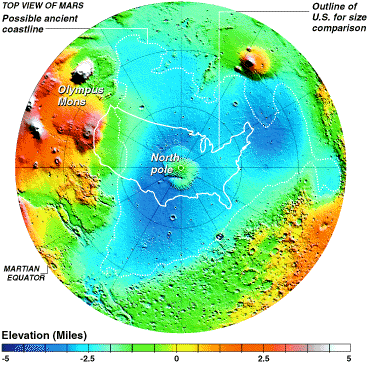 TOP VIEW OF MARS
Possible ancient
coastline
Outline of
U.S. for size
comparison
Olympus
Mons
North
pole
MARTIAN
EQUATOR
Elevation (Miles)
-5 -2.5 0 2.5 5